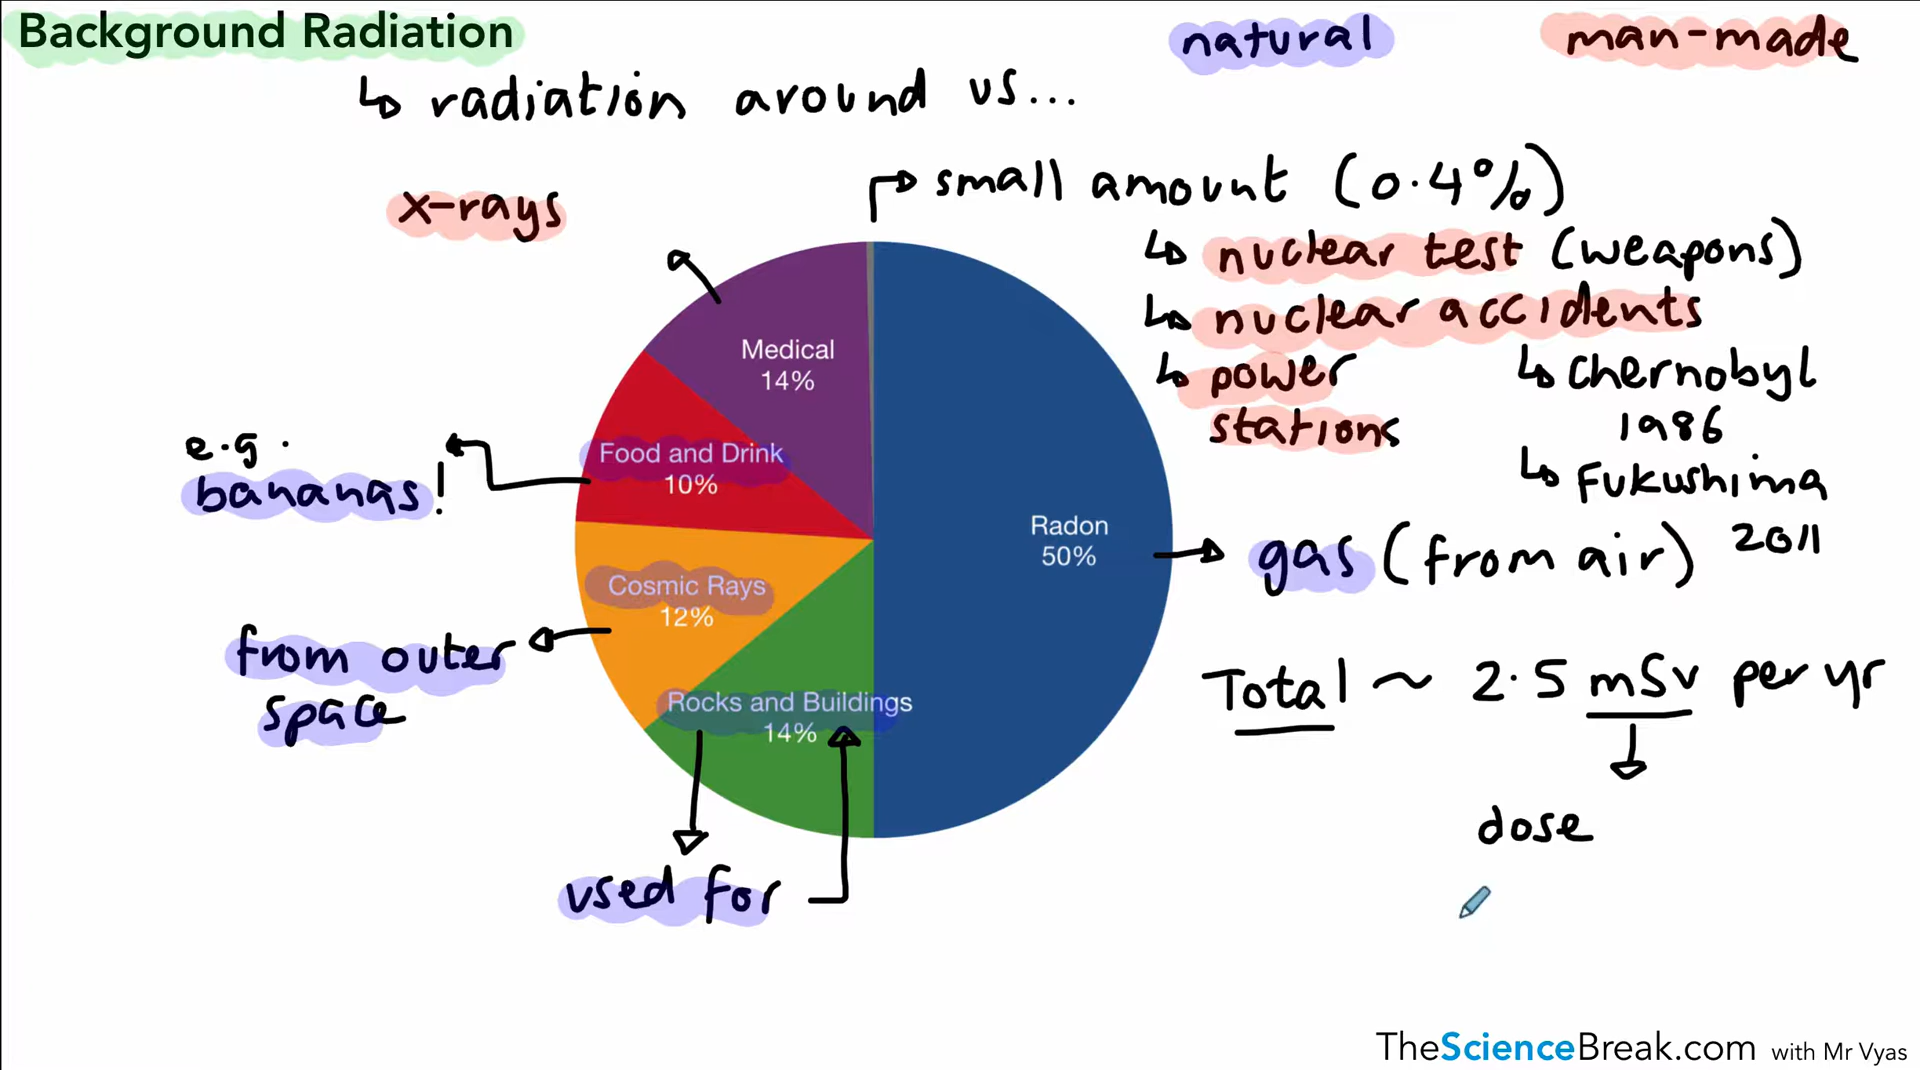 Background Radiation
natural
man-made
↳ radiation around us...
x-rays
small amount (0.4%)
↳ nuclear test (weapons)
↳ nuclear accidents
↳ power
stations
↳ Chernobyl
1986
↳ Fukushima
2011
Medical
14%
Food and Drink
10%
e.g.
bananas!
Radon
50%
gas (from air)
Cosmic Rays
12%
from outer
space
Rocks and Buildings
14%
used for
Total ~ 2.5 mSv per yr
dose
TheScienceBreak.com with Mr Vyas